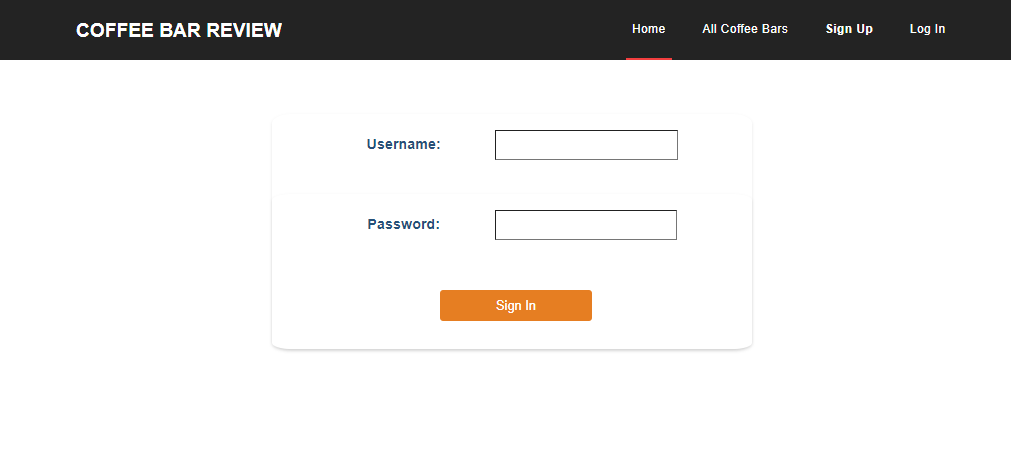 COFFEE BAR REVIEW Home All Coffee Bars Sign Up Log In
Username:
Password:
Sign In